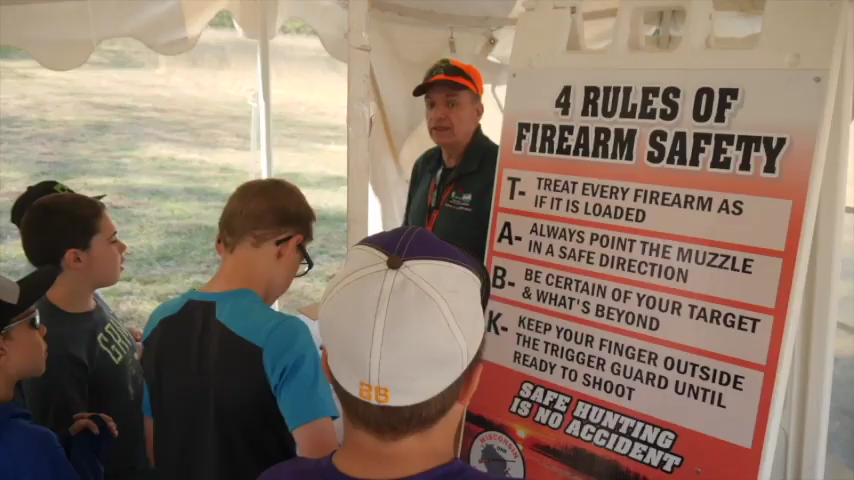 4 RULES OF
FIREARM SAFETY
T- TREAT EVERY FIREARM AS
IF IT IS LOADED
A- ALWAYS POINT THE MUZZLE
IN A SAFE DIRECTION
B- BE CERTAIN OF YOUR TARGET
& WHAT'S BEYOND
K- KEEP YOUR FINGER OUTSIDE
THE TRIGGER GUARD UNTIL
READY TO SHOOT
SAFE HUNTING
IS NO ACCIDENT
WISCONSIN